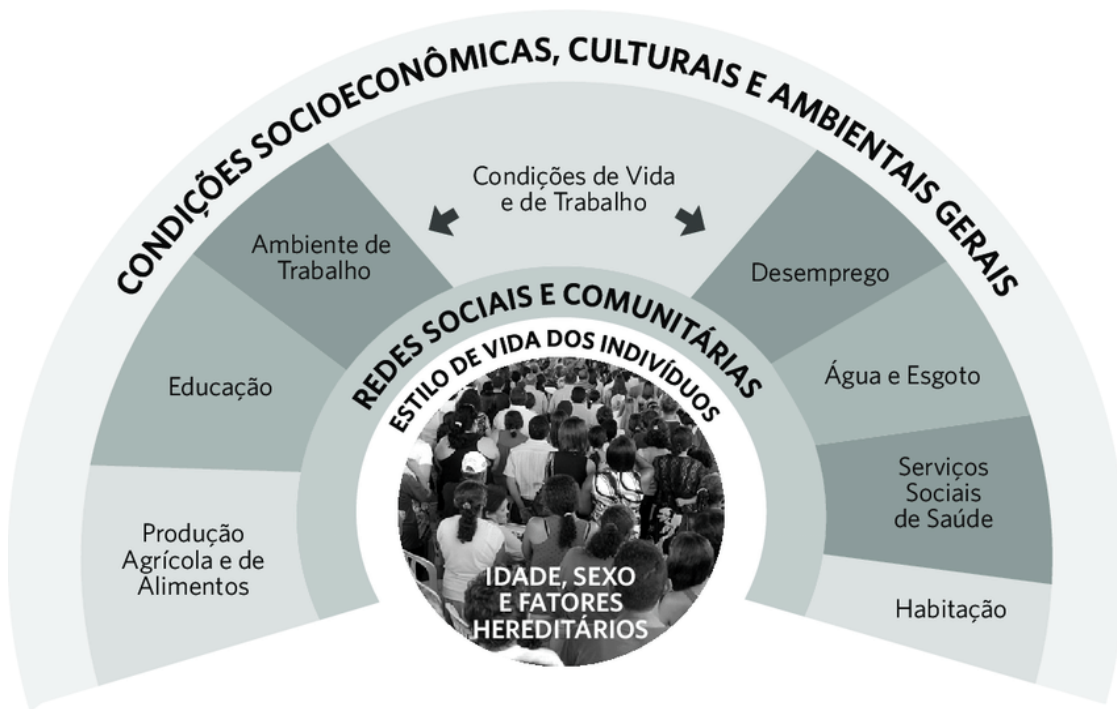 CONDIÇÕES SOCIOECONÔMICAS, CULTURAIS E AMBIENTAIS GERAIS
Condições de Vida
e de Trabalho
Ambiente de
Trabalho
Desemprego
Educação
Água e Esgoto
Produção
Agrícola e de
Alimentos
Serviços
Sociais
de Saúde
Habitação
REDES SOCIAIS E COMUNITÁRIAS
ESTILO DE VIDA DOS INDIVÍDUOS
IDADE, SEXO
E FATORES
HEREDITÁRIOS